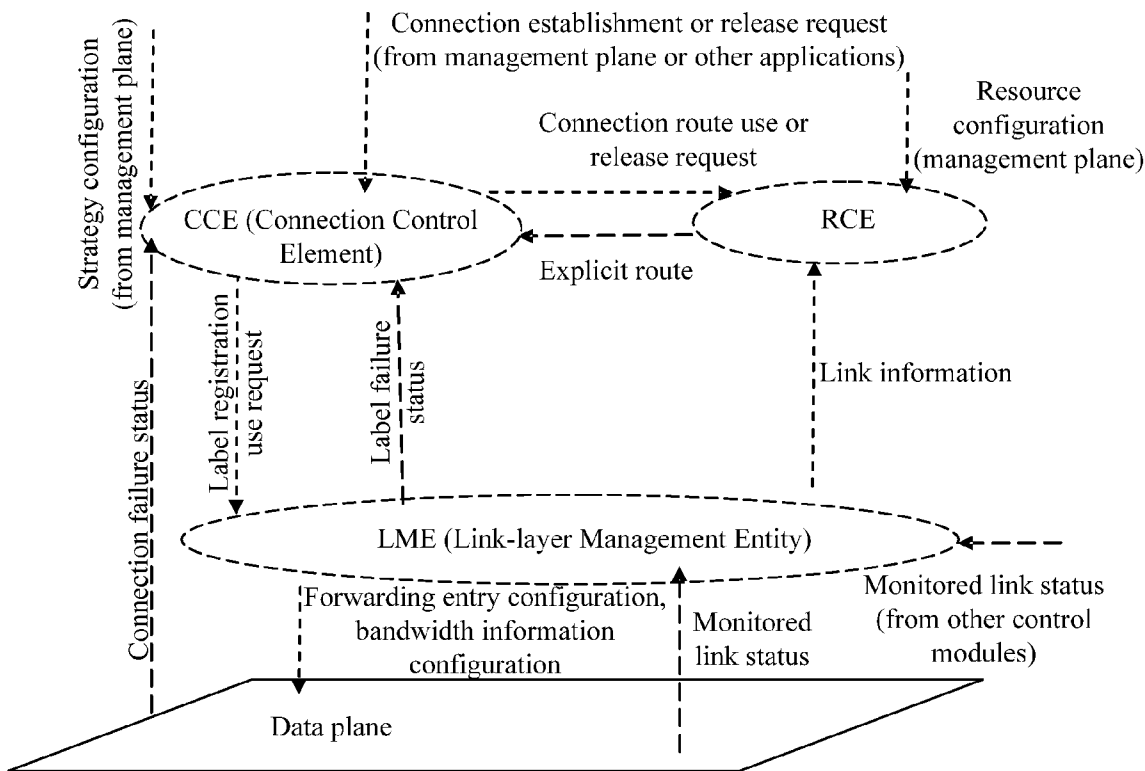 Connection establishment or release request
(from management plane or other applications)
Strategy configuration
(from management plane)
Resource
configuration
(management plane)
Connection route use or
release request
CCE (Connection Control
Element)
RCE
Explicit route
Label registration
use request
Label failure
status
Link information
Connection failure status
LME (Link-layer Management Entity)
Forwarding entry configuration,
bandwidth information
configuration
Monitored
link status
Monitored link status
(from other control
modules)
Data plane